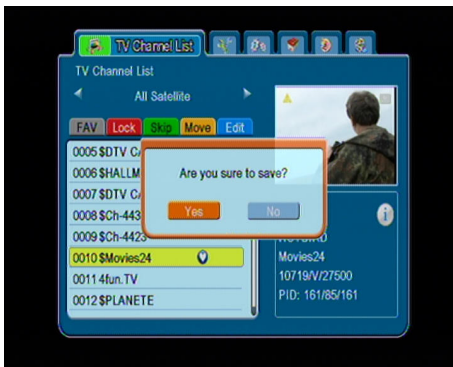 TV Channel List
TV Channel List
All Satellite
FAV Lock Skip Move Edit
0005 $DTV
0006 $HALLM
0007 $DTV
0008 $Ch-443
0009 $Ch-4423
0010 $Movies24
0011 4fun.TV
0012 $PLANETE
Are you sure to save?
Yes No
Movies24
10719/V/27500
PID: 161/85/161